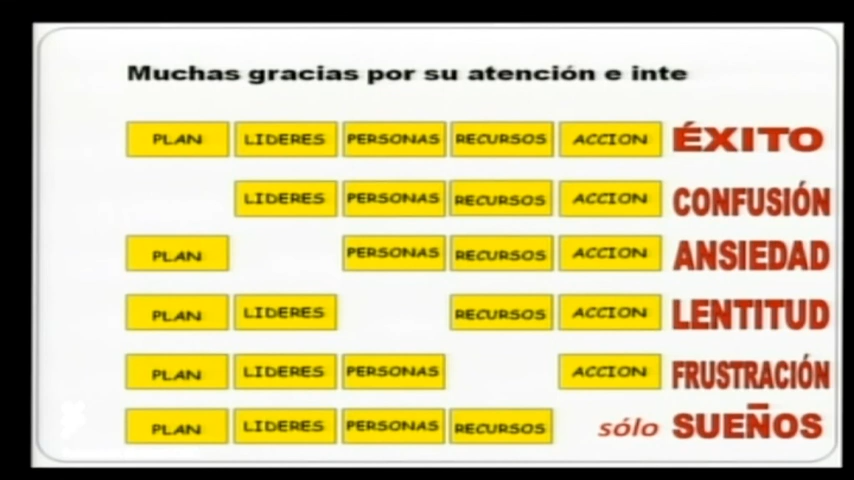 Muchas gracias por su atención e inte
PLAN LIDERES PERSONAS RECURSOS ACCION ÉXITO
LIDERES PERSONAS RECURSOS ACCION CONFUSIÓN
PLAN PERSONAS RECURSOS ACCION ANSIEDAD
PLAN LIDERES RECURSOS ACCION LENTITUD
PLAN LIDERES PERSONAS ACCION FRUSTRACIÓN
PLAN LIDERES PERSONAS RECURSOS sólo SUEÑOS